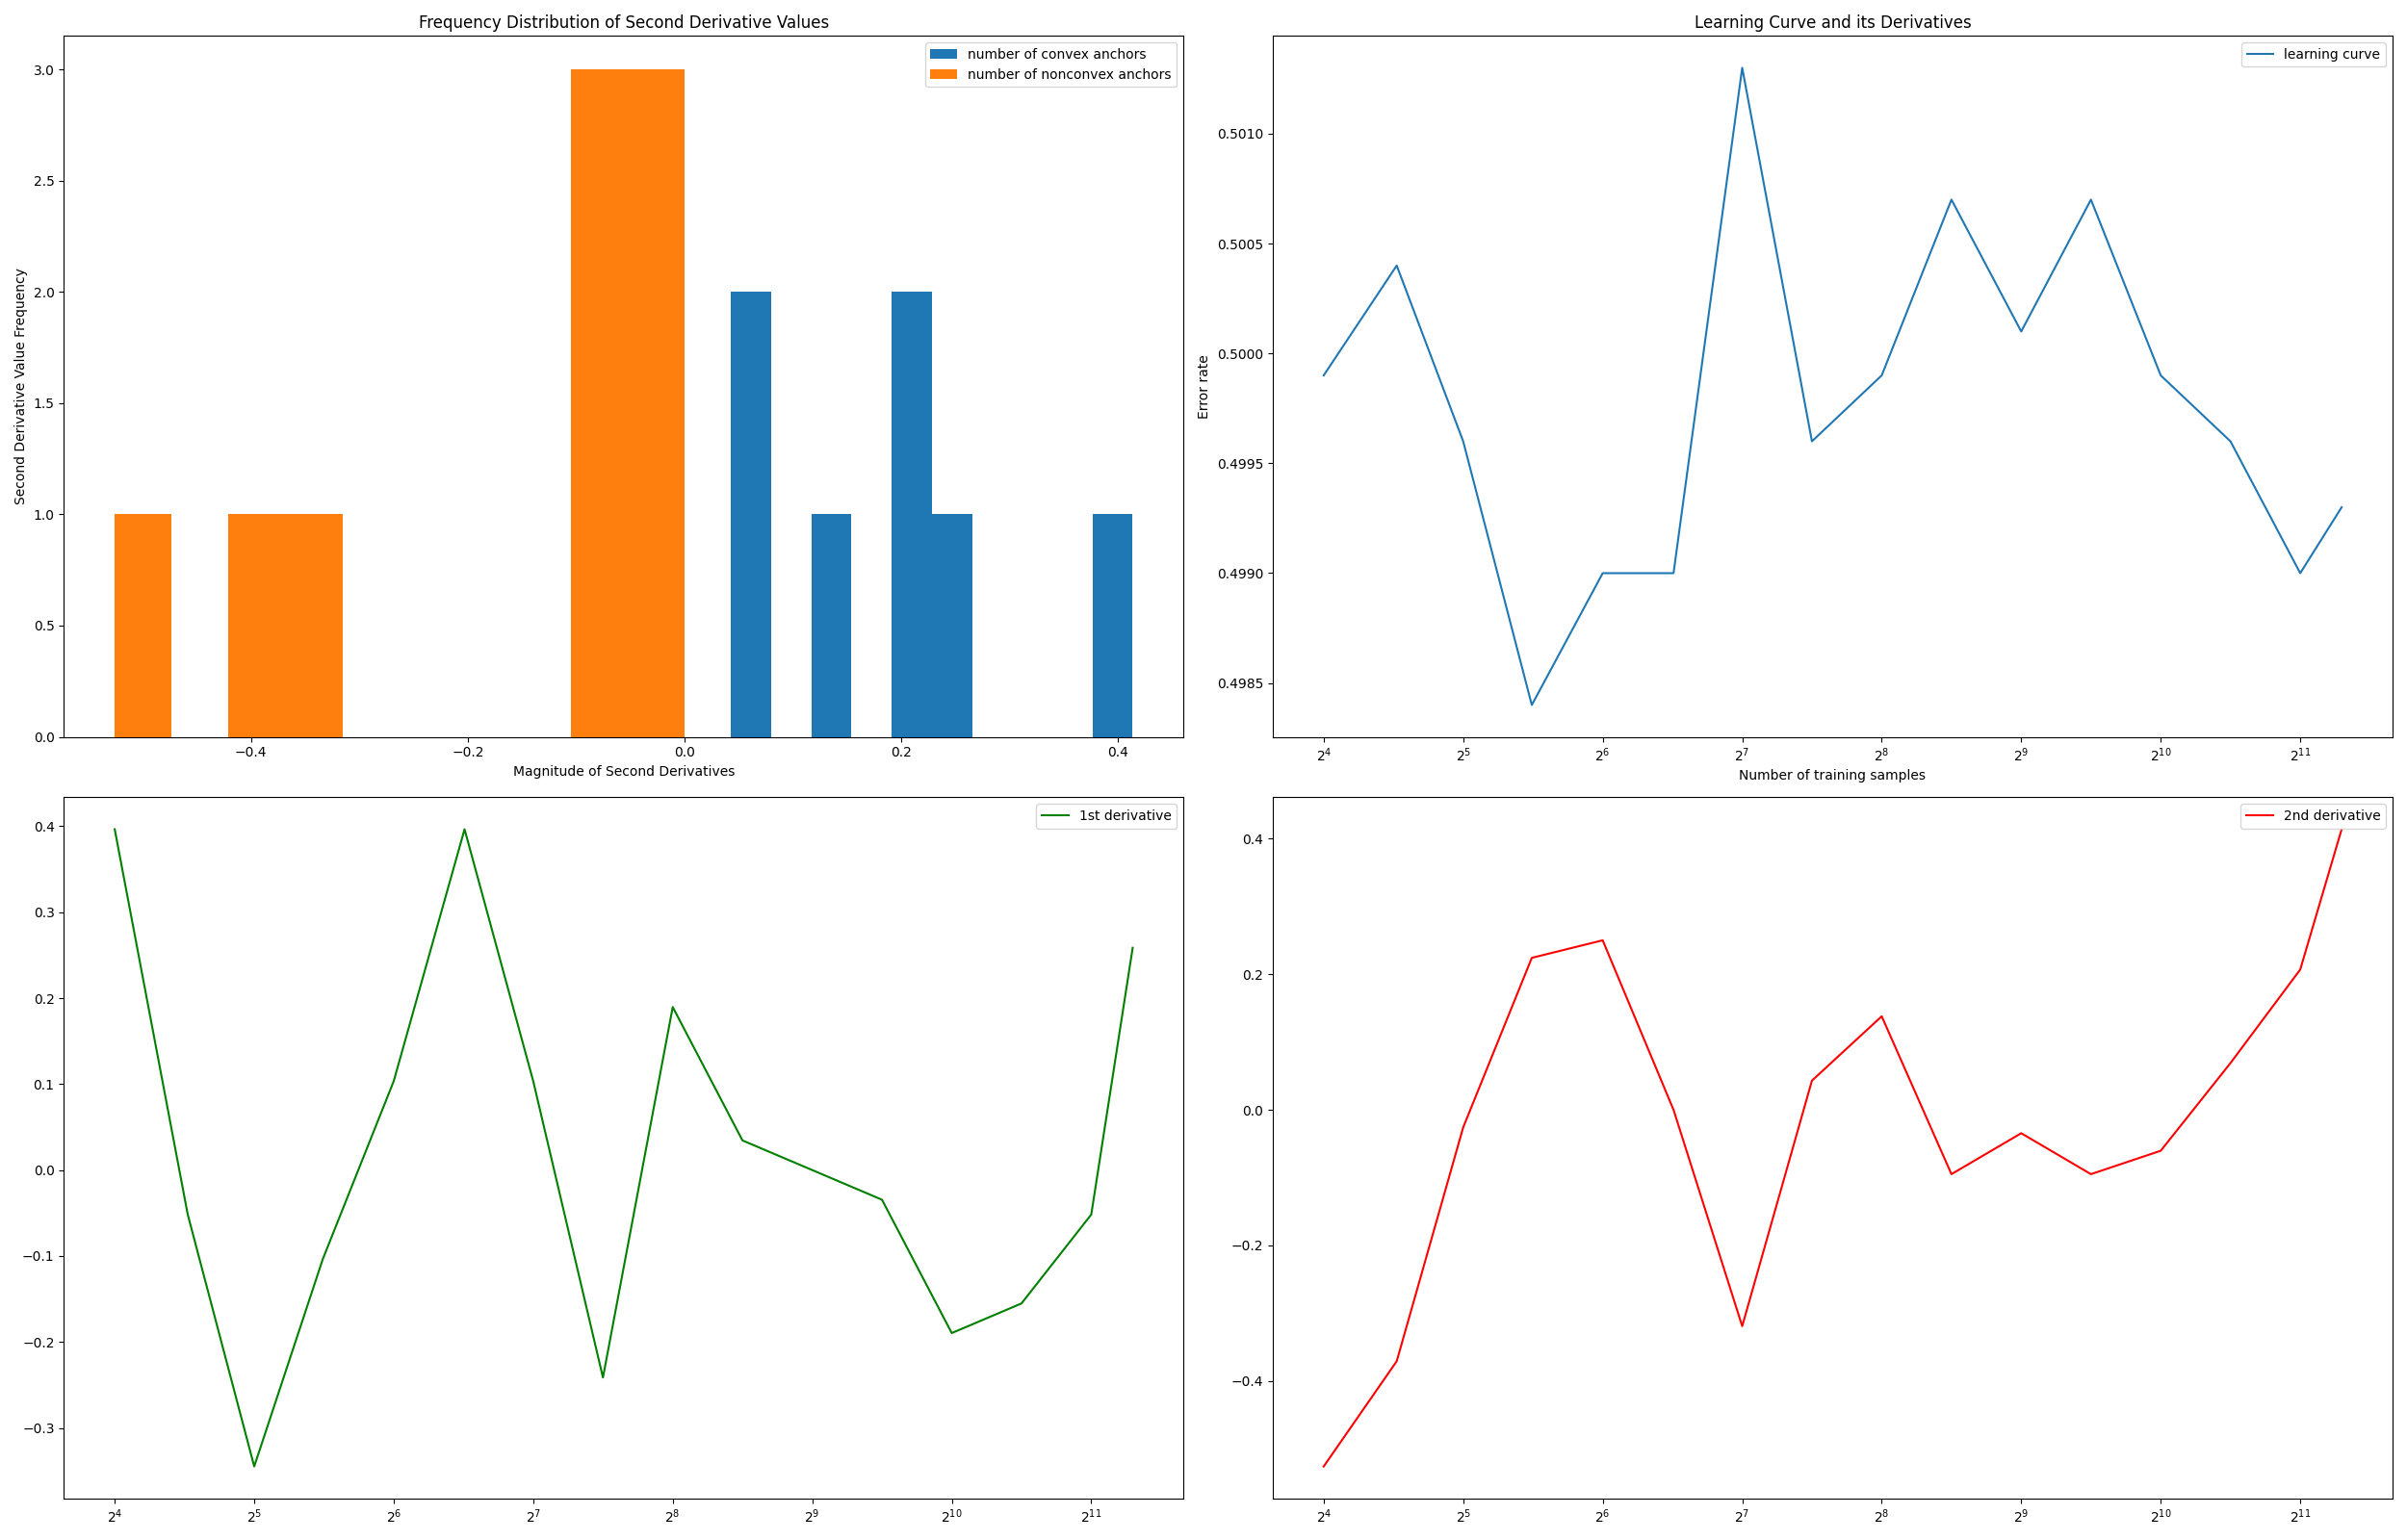 Frequency Distribution of Second Derivative Values
number of convex anchors
number of nonconvex anchors
3.0
2.5
2.0
1.5
1.0
0.5
0.0
Second Derivative Value Frequency
−0.4 −0.2 0.0 0.2 0.4
Magnitude of Second Derivatives
Learning Curve and its Derivatives
learning curve
0.5010
0.5005
0.5000
0.4995
0.4990
0.4985
Error rate
2⁴ 2⁵ 2⁶ 2⁷ 2⁸ 2⁹ 2¹⁰ 2¹¹
Number of training samples
1st derivative
0.4
0.3
0.2
0.1
0.0
−0.1
−0.2
−0.3
2⁴ 2⁵ 2⁶ 2⁷ 2⁸ 2⁹ 2¹⁰ 2¹¹
2nd derivative
0.4
0.2
0.0
−0.2
−0.4
2⁴ 2⁵ 2⁶ 2⁷ 2⁸ 2⁹ 2¹⁰ 2¹¹